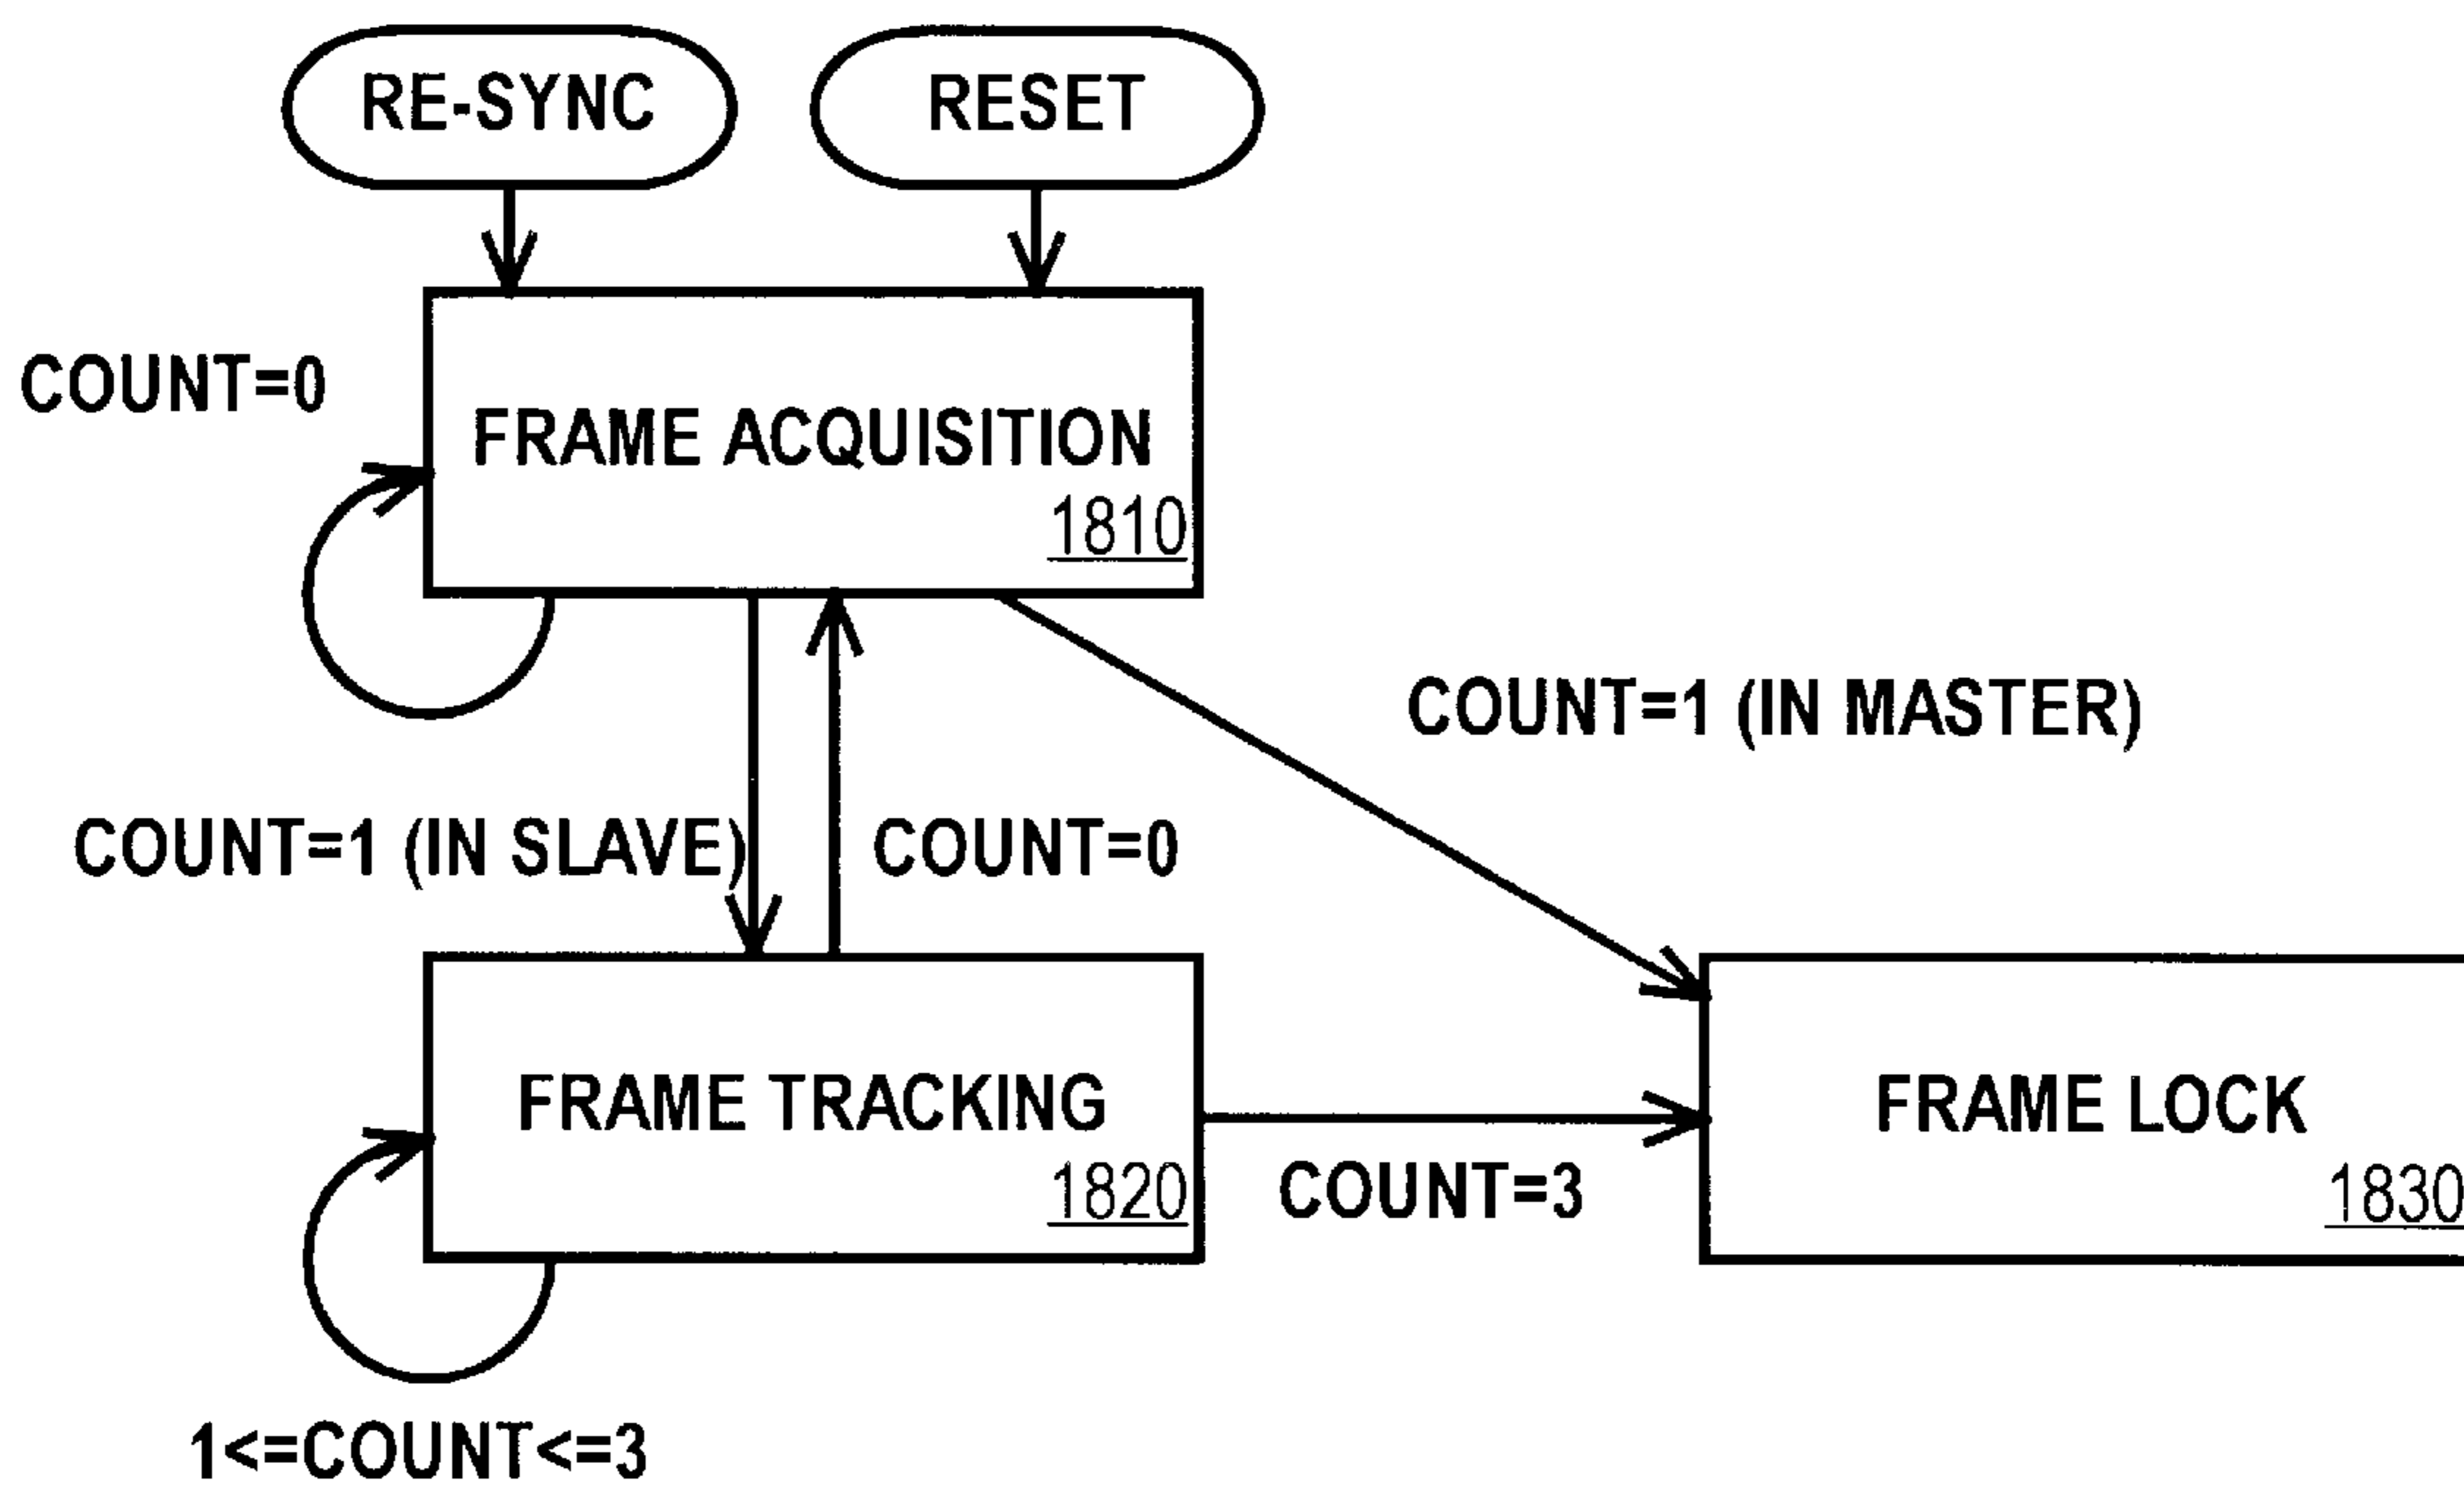 RE-SYNC
RESET
COUNT=0
FRAME ACQUISITION
1810
COUNT=1 (IN MASTER)
COUNT=1 (IN SLAVE)
COUNT=0
FRAME TRACKING
1820
COUNT=3
FRAME LOCK
1830
1<=COUNT<=3